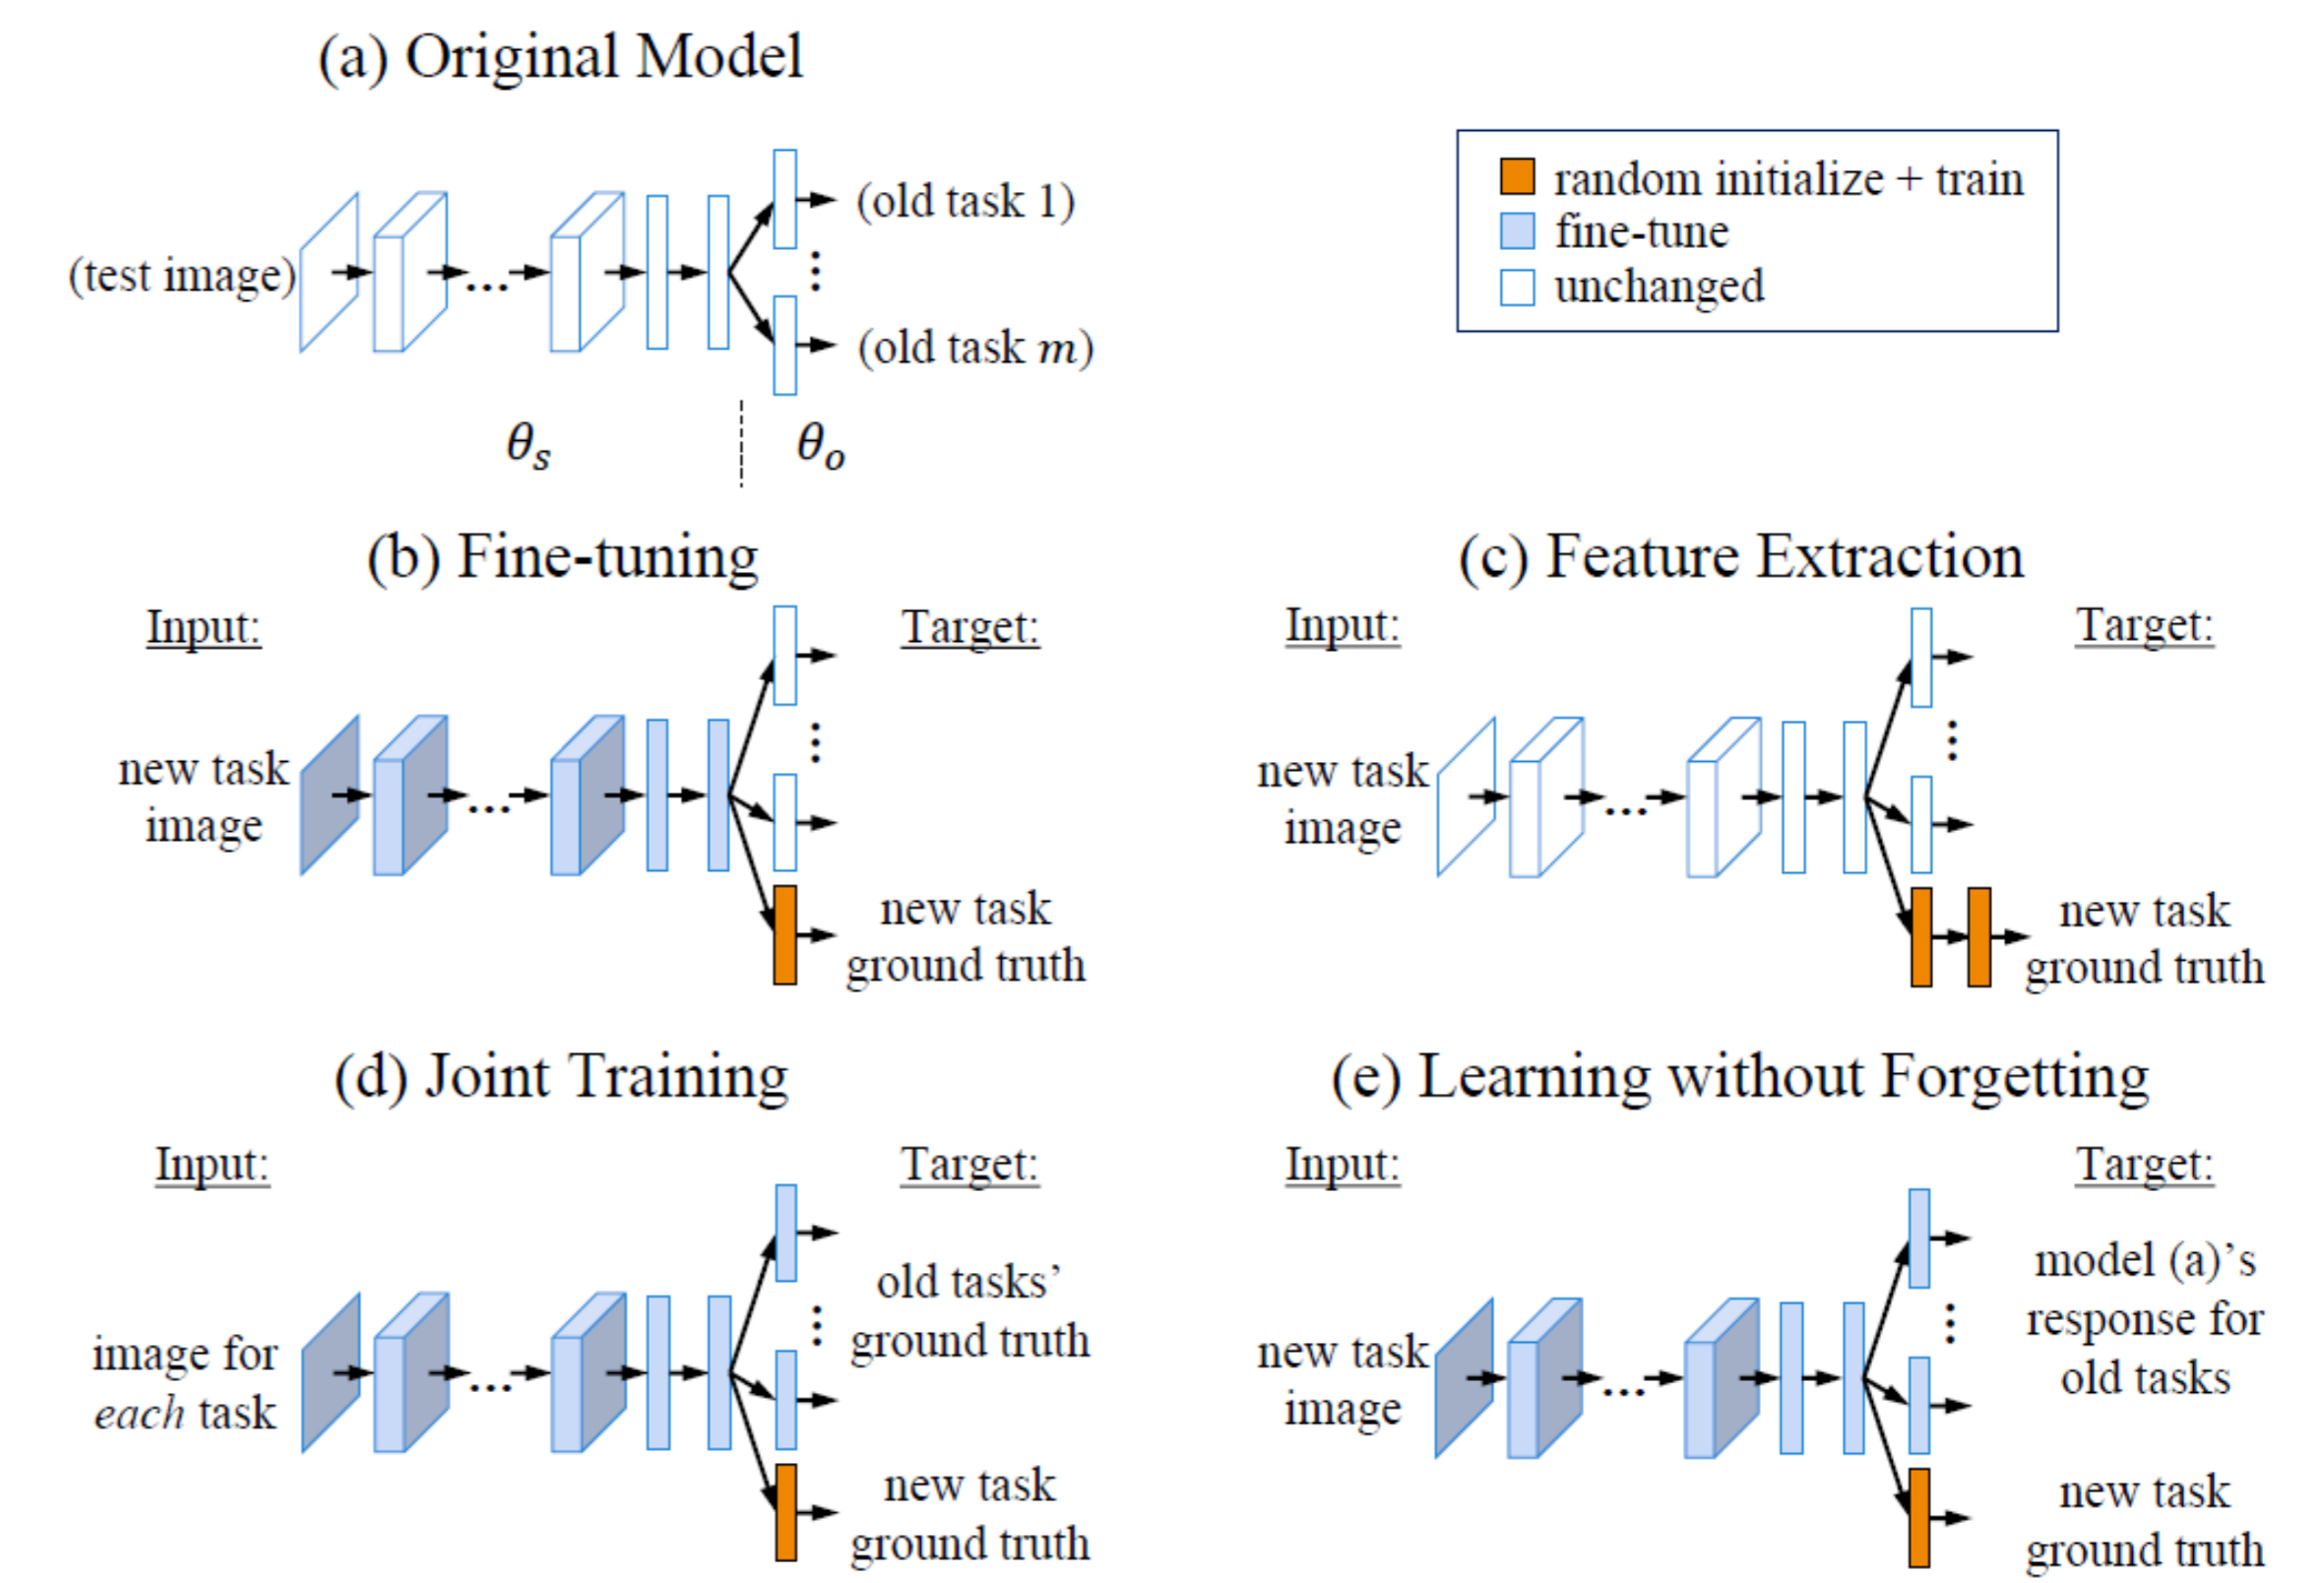 (a) Original Model
(test image)
...
(old task 1)
(old task m)
θs
θo
random initialize + train
fine-tune
unchanged
(b) Fine-tuning
Input:
Target:
new task
image
...
new task
ground truth
(c) Feature Extraction
Input:
Target:
new task
image
...
new task
ground truth
(d) Joint Training
Input:
Target:
image for
each task
...
old tasks’
ground truth
new task
ground truth
(e) Learning without Forgetting
Input:
Target:
new task
image
...
model (a)’s
response for
old tasks
new task
ground truth